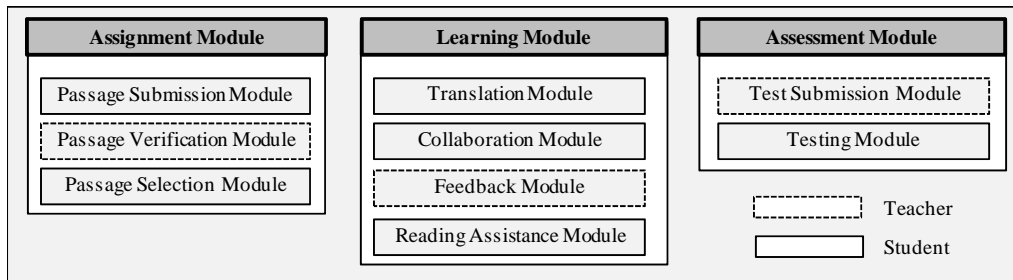 Assignment Module
Passage Submission Module
Passage Verification Module
Passage Selection Module
Learning Module
Translation Module
Collaboration Module
Feedback Module
Reading Assistance Module
Assessment Module
Test Submission Module
Testing Module
Teacher
Student